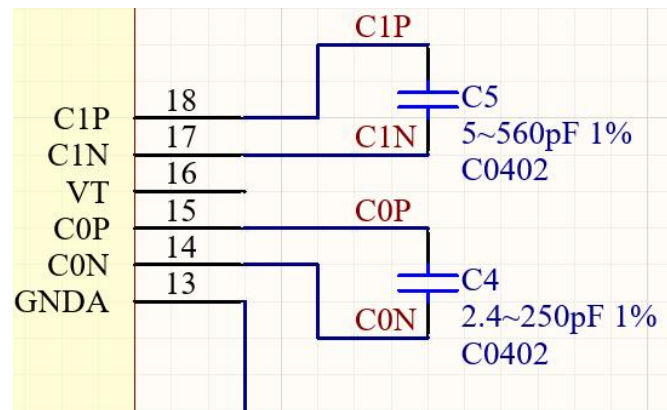 C1P
18
C1P
17
C1N
C1N
16
VT
15
C0P
C0P
14
C0N
C0N
13
GNDA
C5
5~560pF 1%
C0402
C4
2.4~250pF 1%
C0402